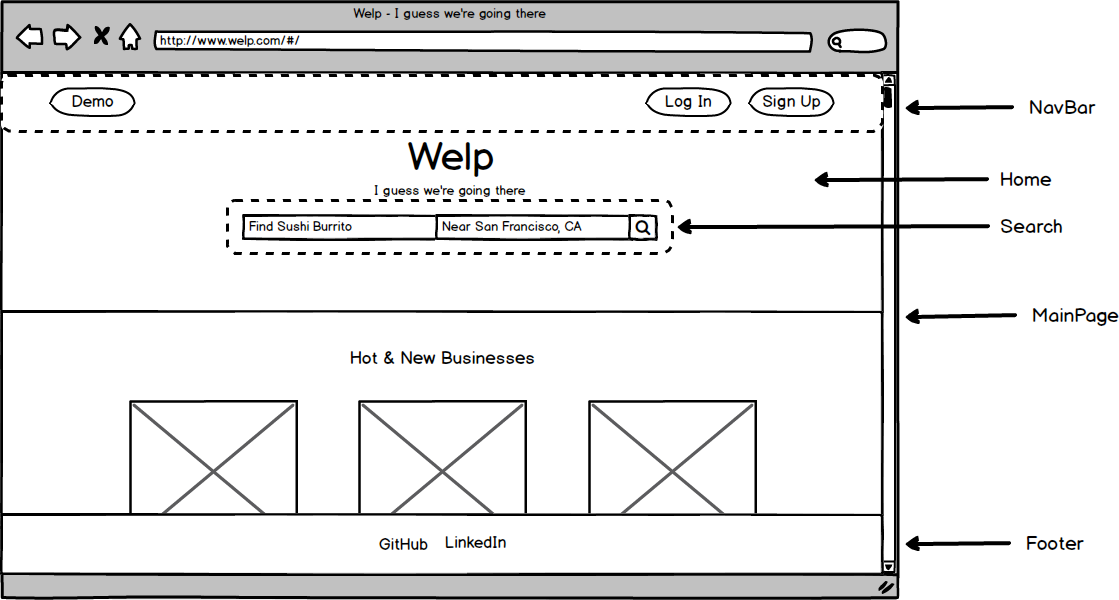 Welp - I guess we're going there
http://www.welp.com/#/
Demo
Log In
Sign Up
NavBar
Welp
Home
I guess we're going there
Find Sushi Burrito
Near San Francisco, CA
Search
MainPage
Hot & New Businesses
GitHub
LinkedIn
Footer